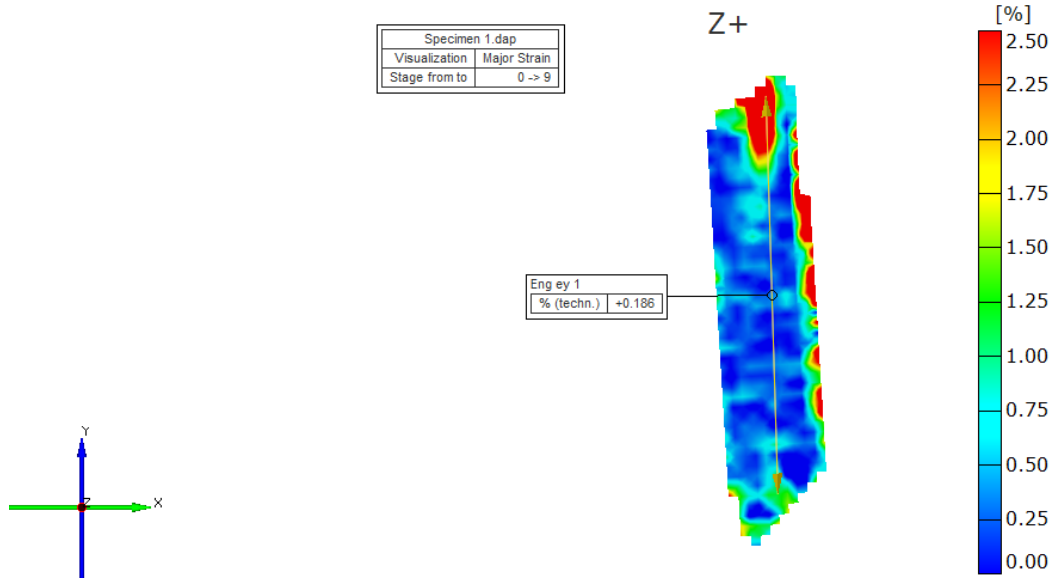 Z+
[%]
Specimen 1.dap
Visualization Major Strain
Stage from to 0 -> 9
2.50
2.25
2.00
1.75
1.50
1.25
1.00
0.75
0.50
0.25
0.00
Eng ey 1
% (techn.) +0.186
Y
Z
X